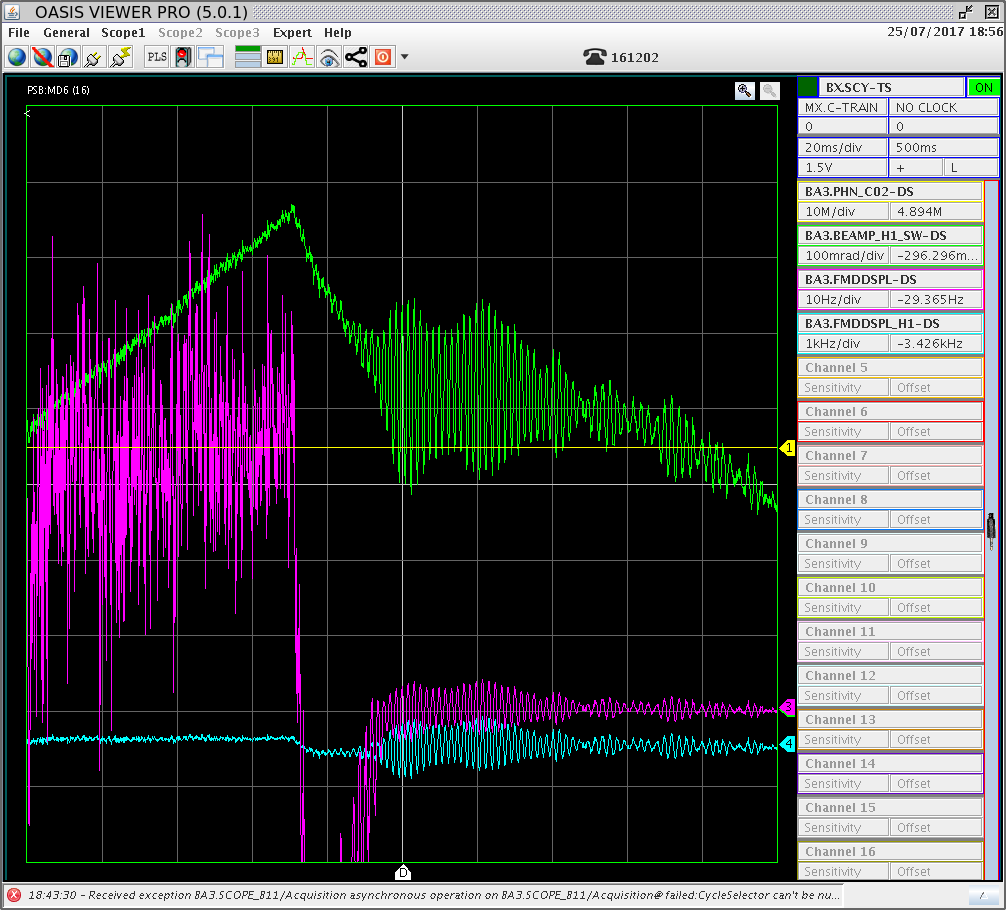 OASIS VIEWER PRO (5.0.1)
File General Scope1 Scope2 Scope3 Expert Help 25/07/2017 18:56
PLS 161202
PSB:MD6 (16)
BX.SCY-TS ON
MX.C-TRAIN NO CLOCK
0 0
20ms/div 500ms
1.5V + L
BA3.PHN_C02-DS
10M/div 4.894M
BA3.BEAMP_H1_SW-DS
100mrad/div -296.296m...
BA3.FMDDSPL-DS
10Hz/div -29.365Hz
BA3.FMDDSPL_H1-DS
1kHz/div -3.426kHz
Channel 5
Sensitivity Offset
Channel 6
Sensitivity Offset
1
Channel 7
Sensitivity Offset
Channel 8
Sensitivity Offset
Channel 9
Sensitivity Offset
Channel 10
Sensitivity Offset
Channel 11
Sensitivity Offset
Channel 12
Sensitivity Offset
3
Channel 13
Sensitivity Offset
4
Channel 14
Sensitivity Offset
Channel 15
Sensitivity Offset
Channel 16
Sensitivity Offset
D
18:43:30 - Received exception BA3.SCOPE_B11/Acquisition asynchronous operation on BA3.SCOPE_B11/Acquisition@ failed:CycleSelector can't be nu...
/